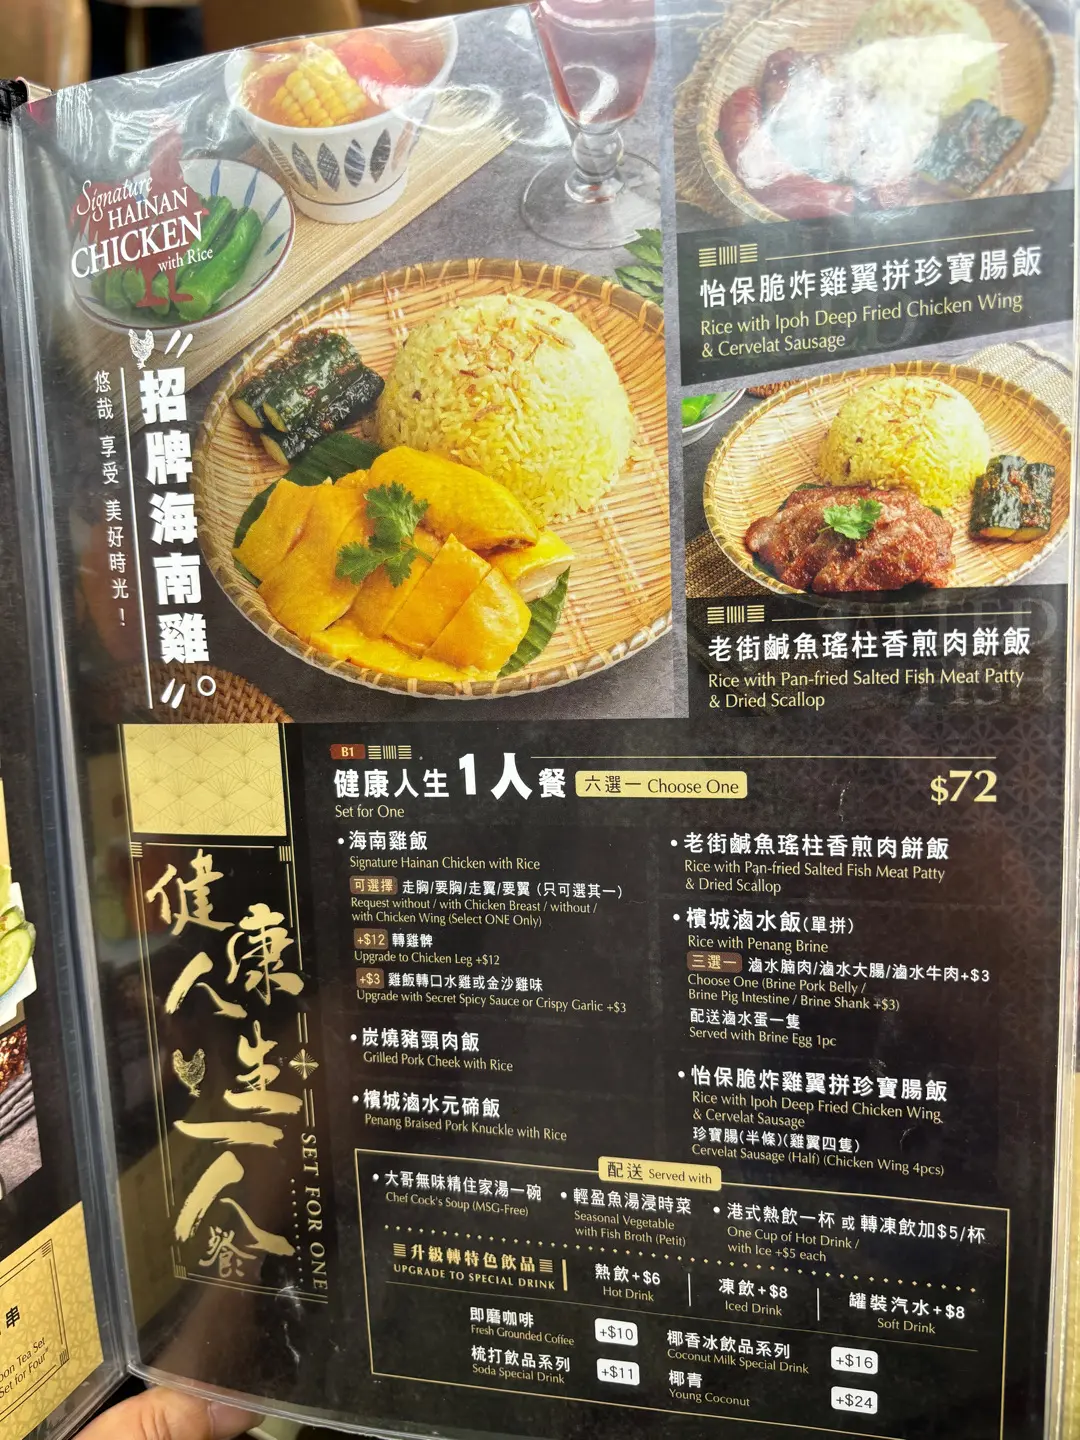 Signature
HAINAN
CHICKEN
with Rice
"招牌海南雞"。
悠哉 享受 美好時光！
怡保脆炸雞翼拼珍寶腸飯
Rice with Ipoh Deep Fried Chicken Wing
& Cervelat Sausage
老街鹹魚瑤柱香煎肉餅飯
Rice with Pan-fried Salted Fish Meat Patty
& Dried Scallop
B1
健康人生1人餐 六選一 Choose One $72
Set for One
•海南雞飯
Signature Hainan Chicken with Rice
可選擇 走胸/要胸/走翼/要翼（只可選其一）
Request without / with Chicken Breast / without /
with Chicken Wing (Select ONE Only)
+$12 轉雞髀
Upgrade to Chicken Leg +$12
+$3 雞飯轉口水雞或金沙雞味
Upgrade with Secret Spicy Sauce or Crispy Garlic +$3
•炭燒豬頸肉飯
Grilled Pork Cheek with Rice
•檳城滷水元蹄飯
Penang Braised Pork Knuckle with Rice
•老街鹹魚瑤柱香煎肉餅飯
Rice with Pan-fried Salted Fish Meat Patty
& Dried Scallop
•檳城滷水飯(單拼)
Rice with Penang Brine
三選一 滷水腩肉/滷水大腸/滷水牛肉+$3
Choose One (Brine Pork Belly /
Brine Pig Intestine / Brine Shank +$3)
配送滷水蛋一隻
Served with Brine Egg 1pc
•怡保脆炸雞翼拼珍寶腸飯
Rice with Ipoh Deep Fried Chicken Wing
& Cervelat Sausage
珍寶腸(半條)(雞翼四隻)
Cervelat Sausage (Half) (Chicken Wing 4pcs)
健康人生一人餐
SET FOR ONE
配送 Served with
•大哥無味精住家湯一碗
Chef Cock's Soup (MSG-Free)
•輕盈魚湯浸時菜
Seasonal Vegetable
with Fish Broth (Petit)
•港式熱飲一杯 或 轉凍飲加$5/杯
One Cup of Hot Drink /
with Ice +$5 each
升級轉特色飲品
UPGRADE TO SPECIAL DRINK
熱飲+$6
Hot Drink
凍飲+$8
Iced Drink
罐裝汽水+$8
Soft Drink
即磨咖啡
Fresh Grounded Coffee
+$10
梳打飲品系列
Soda Special Drink
+$11
椰香冰飲品系列
Coconut Milk Special Drink
+$16
椰青
Young Coconut
+$24
串
oon Tea Set
Set for Four"